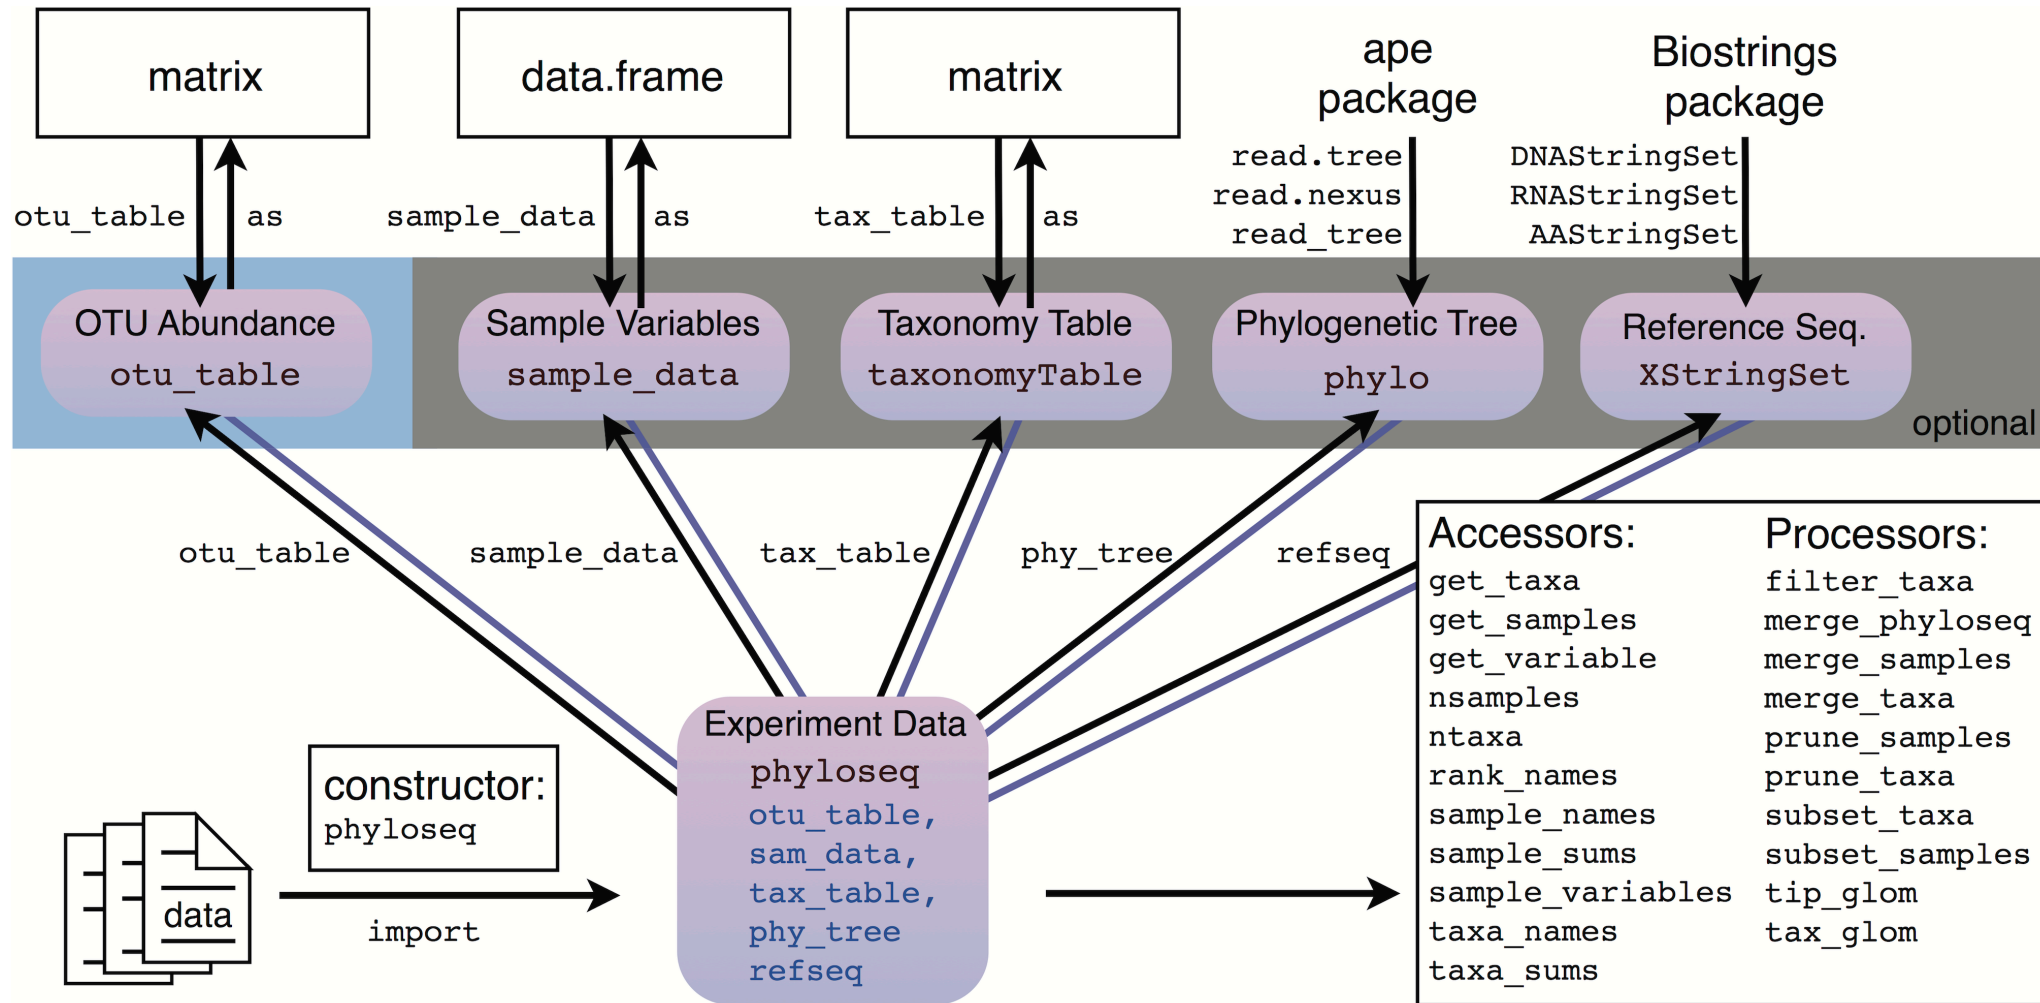 matrix
data.frame
matrix
ape
package
Biostrings
package
otu_table
as
sample_data
as
tax_table
as
read.tree
read.nexus
read_tree
DNAStringSet
RNAStringSet
AAStringSet
OTU Abundance
otu_table
Sample Variables
sample_data
Taxonomy Table
taxonomyTable
Phylogenetic Tree
phylo
Reference Seq.
XStringSet
optional
otu_table
sample_data
tax_table
phy_tree
refseq
data
constructor:
phyloseq
import
Experiment Data
phyloseq
otu_table,
sam_data,
tax_table,
phy_tree
refseq
Accessors:
get_taxa
get_samples
get_variable
nsamples
ntaxa
rank_names
sample_names
sample_sums
sample_variables
taxa_names
taxa_sums
Processors:
filter_taxa
merge_phyloseq
merge_samples
merge_taxa
prune_samples
prune_taxa
subset_taxa
subset_samples
tip_glom
tax_glom